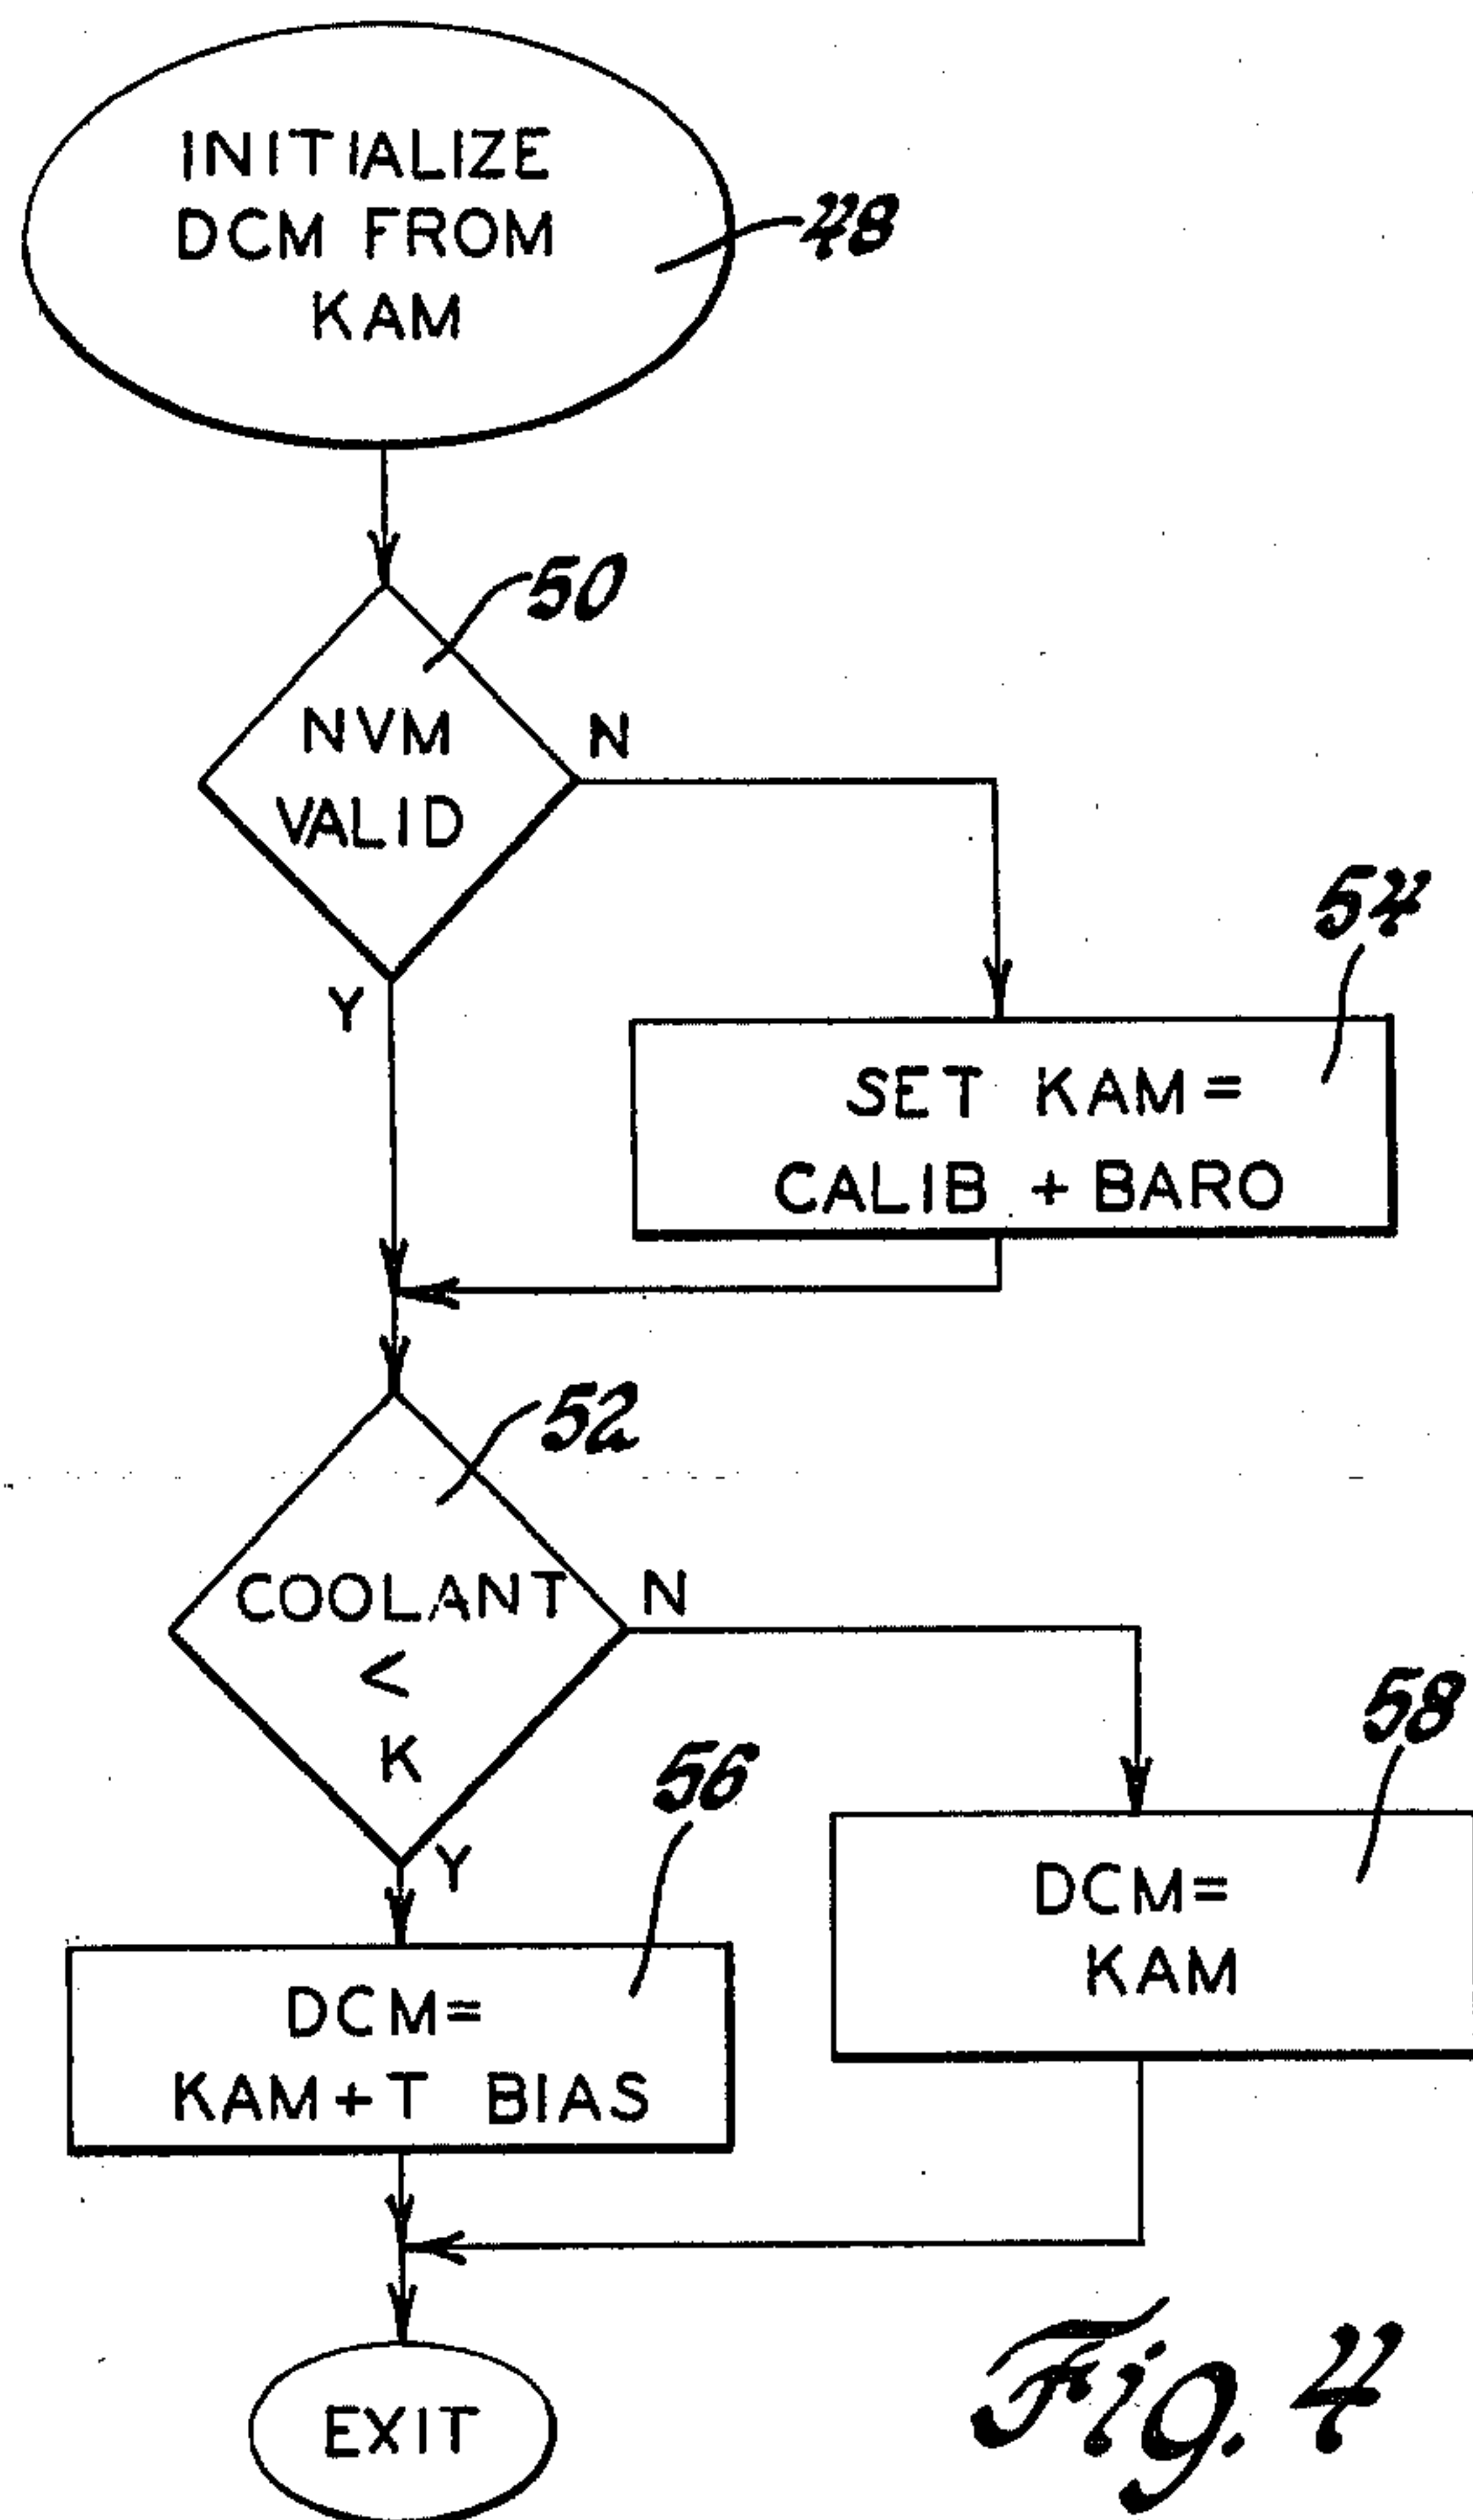 INITIALIZE
DCM FROM
KAM
48
50
NVM
VALID
N
Y
54
SET KAM=
CALIB + BARO
52
COOLANT
<
K
N
Y
56
58
DCM=
KAM
DCM=
KAM+T BIAS
EXIT
Fig. 4